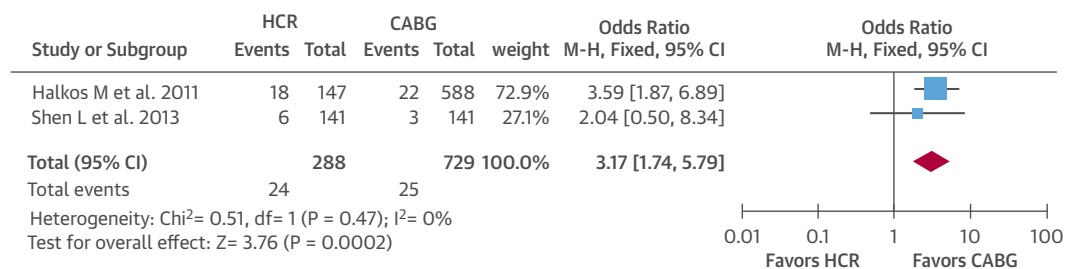 HCR CABG Odds Ratio Odds Ratio
Study or Subgroup Events Total Events Total weight M-H, Fixed, 95% CI M-H, Fixed, 95% CI
Halkos M et al. 2011 18 147 22 588 72.9% 3.59 [1.87, 6.89]
Shen L et al. 2013 6 141 3 141 27.1% 2.04 [0.50, 8.34]
Total (95% CI) 288 729 100.0% 3.17 [1.74, 5.79]
Total events 24 25
Heterogeneity: Chi²= 0.51, df= 1 (P = 0.47); I²= 0%
Test for overall effect: Z= 3.76 (P = 0.0002)
0.01 0.1 1 10 100
Favors HCR Favors CABG